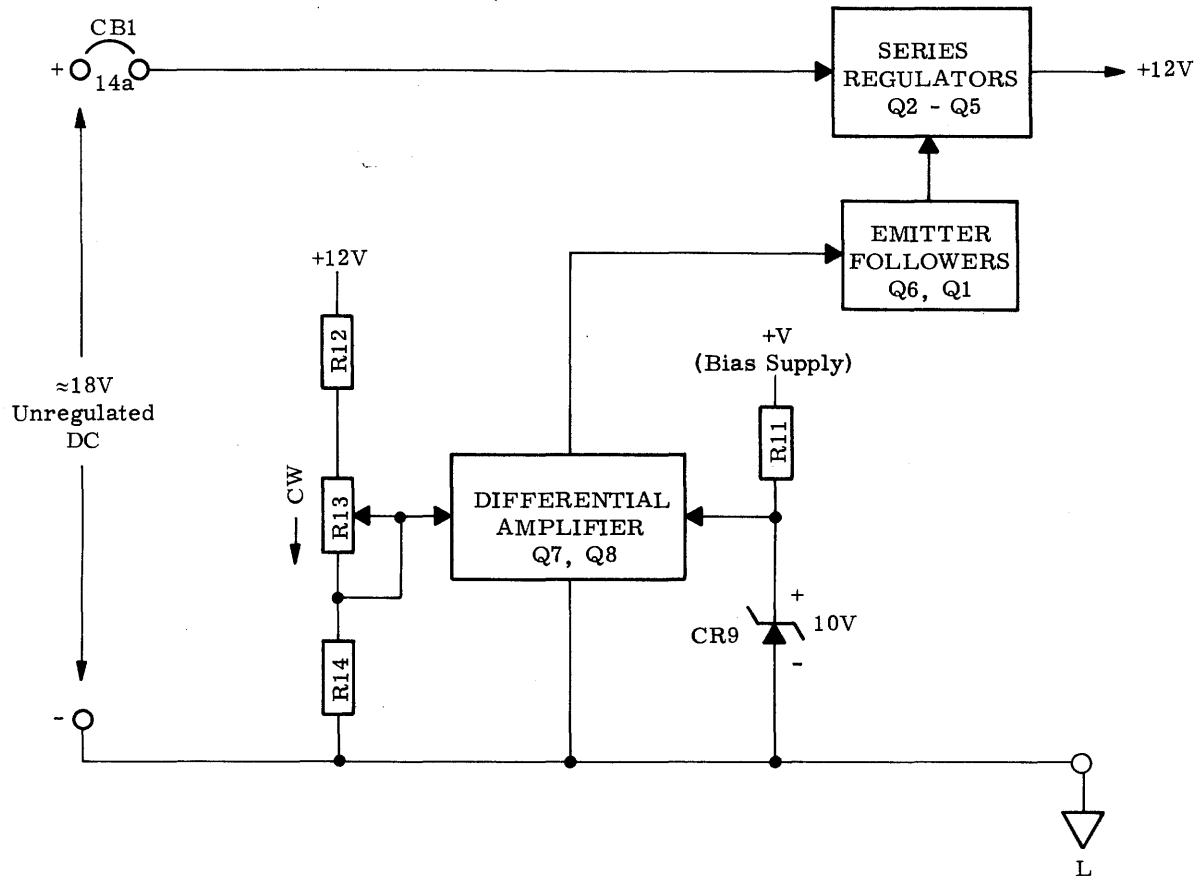 CB1
+
14a
SERIES
REGULATORS
Q2 - Q5
+12V
EMITTER
FOLLOWERS
Q6, Q1
+12V
R12
+V
(Bias Supply)
≈18V
Unregulated
DC
R11
CW
R13
DIFFERENTIAL
AMPLIFIER
Q7, Q8
+
CR9
10V
-
R14
-
L